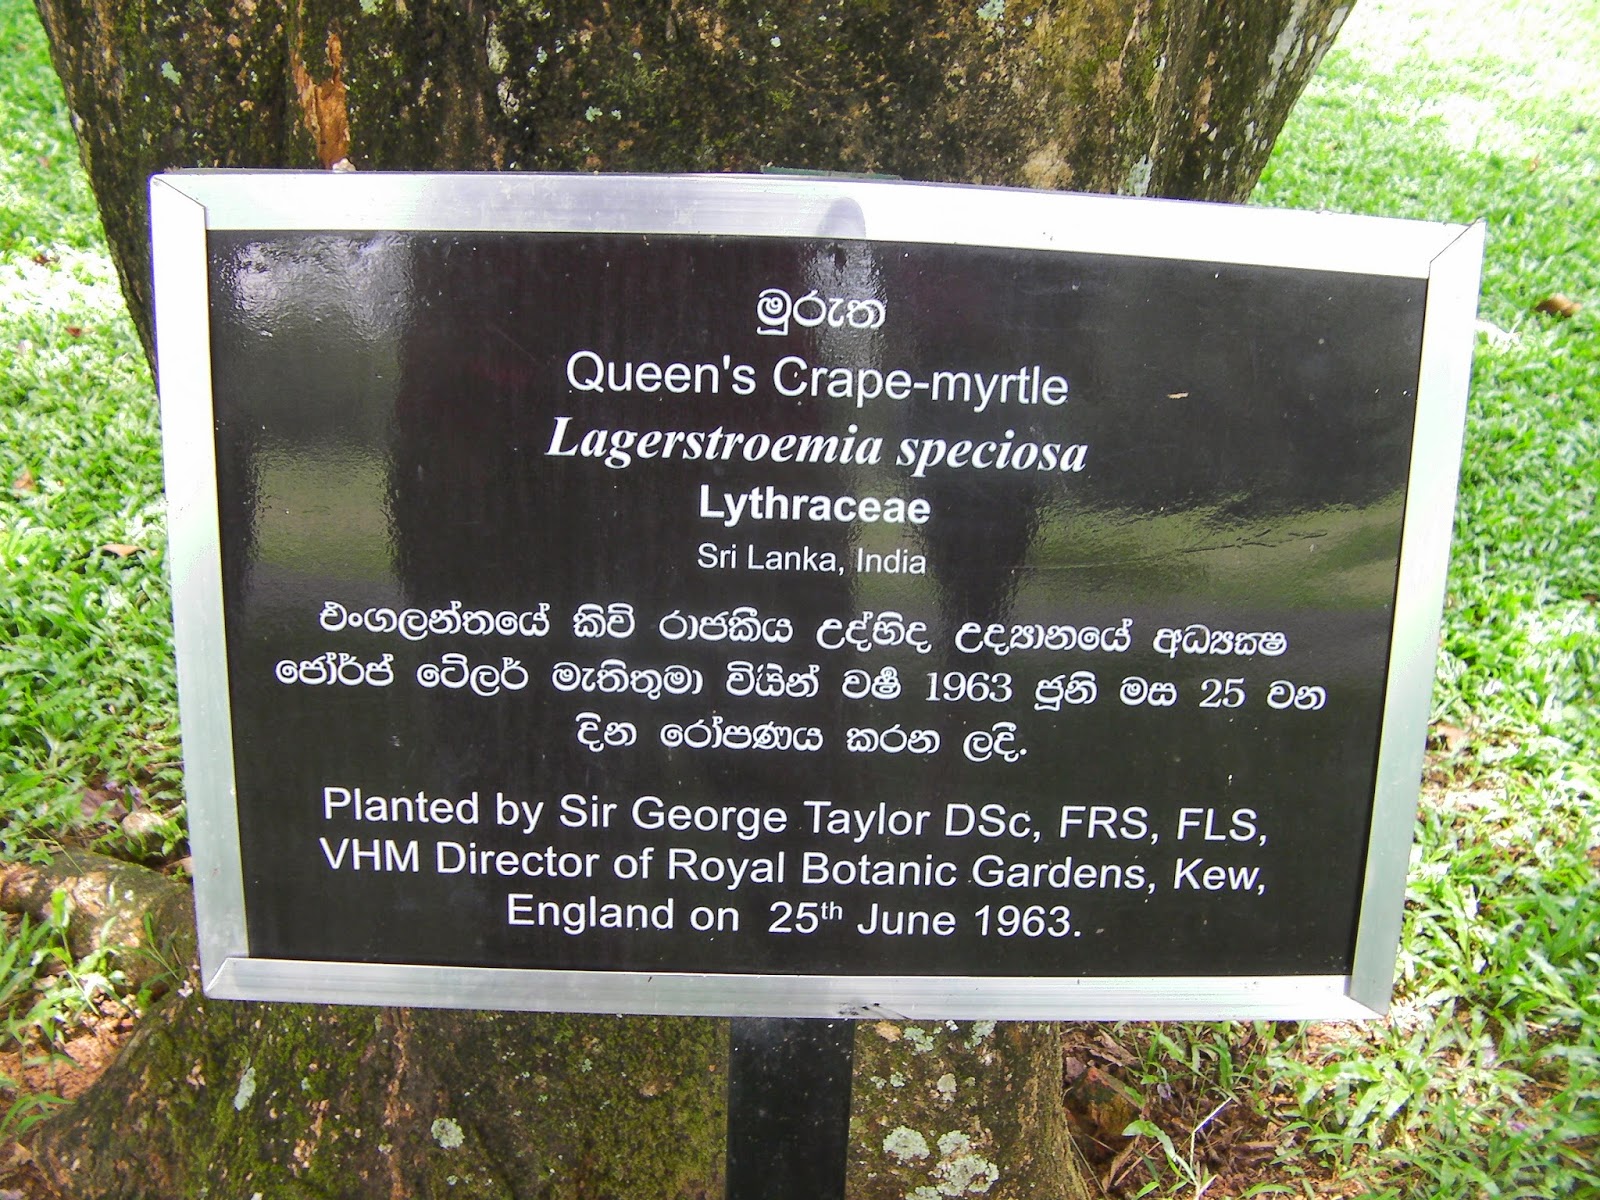 මුරුත
Queen's Crape-myrtle
Lagerstroemia speciosa
Lythraceae
Sri Lanka, India
එංගලන්තයේ කිව් රාජකීය උද්භිද උද්‍යානයේ අධ්‍යක්ෂ
ජෝර්ජ් ටේලර් මැතිතුමා විසින් වර්ෂ 1963 ජූනි මස 25 වන
දින රෝපණය කරන ලදී.
Planted by Sir George Taylor DSc, FRS, FLS,
VHM Director of Royal Botanic Gardens, Kew,
England on 25th June 1963.